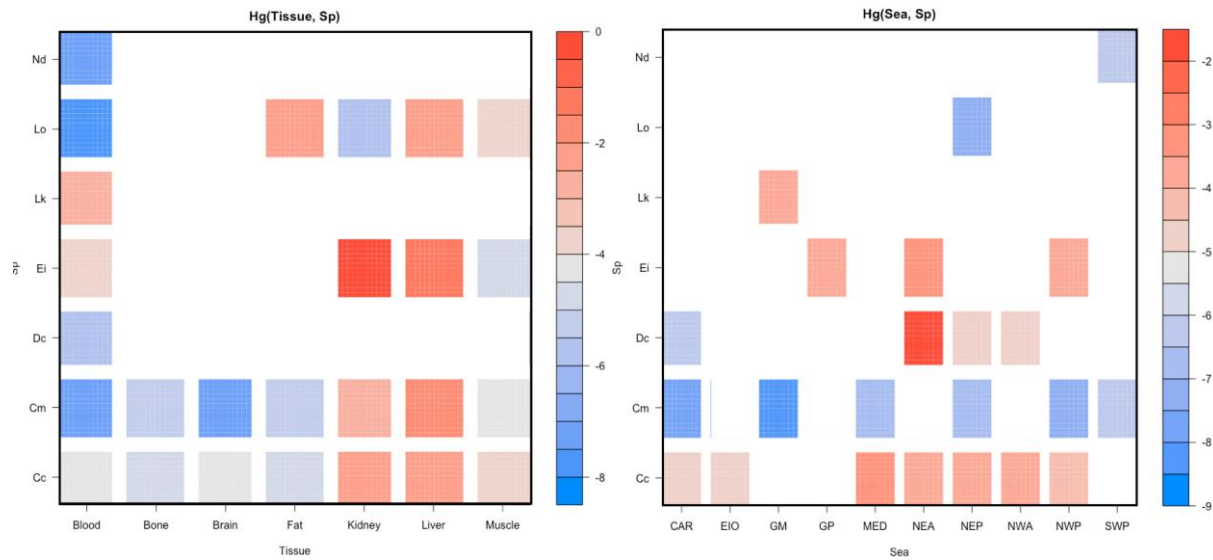 Hg(Tissue, Sp)
Nd
Lo
Lk
Ei
Dc
Cm
Cc
Sp
Blood Bone Brain Fat Kidney Liver Muscle
Tissue
0
-2
-4
-6
-8
Hg(Sea, Sp)
Nd
Lo
Lk
Ei
Dc
Cm
Cc
Sp
CAR EIO GM GP MED NEA NEP NWA NWP SWP
Sea
-2
-3
-4
-5
-6
-7
-8
-9